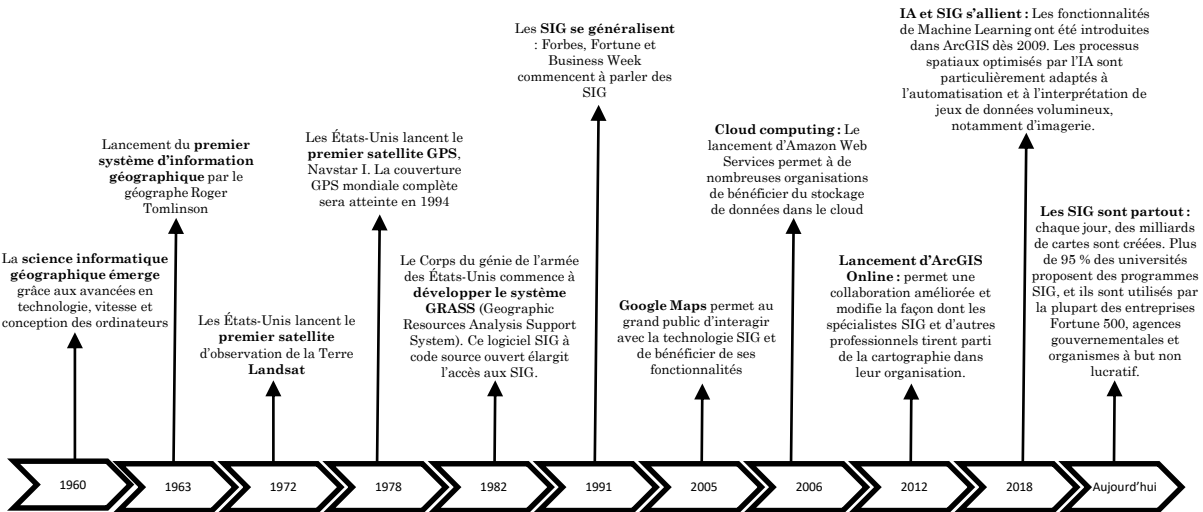 La science informatique
géographique émerge
grâce aux avancées en
technologie, vitesse et
conception des ordinateurs
Lancement du premier
système d'information
géographique par le
géographe Roger
Tomlinson
Les États-Unis lancent le
premier satellite
d'observation de la Terre
Landsat
Les États-Unis lancent le
premier satellite GPS,
Navstar I. La couverture
GPS mondiale complète
sera atteinte en 1994
Le Corps du génie de l'armée
des États-Unis commence à
développer le système
GRASS (Geographic
Resources Analysis Support
System). Ce logiciel SIG à
code source ouvert élargit
l'accès aux SIG.
Les SIG se généralisent
: Forbes, Fortune et
Business Week
commencent à parler des
SIG
Google Maps permet au
grand public d'interagir
avec la technologie SIG et
de bénéficier de ses
fonctionnalités
Cloud computing : Le
lancement d'Amazon Web
Services permet à de
nombreuses organisations
de bénéficier du stockage
de données dans le cloud
Lancement d'ArcGIS
Online : permet une
collaboration améliorée et
modifie la façon dont les
spécialistes SIG et d'autres
professionnels tirent parti
de la cartographie dans
leur organisation.
IA et SIG s'allient : Les fonctionnalités
de Machine Learning ont été introduites
dans ArcGIS dès 2009. Les processus
spatiaux optimisés par l'IA sont
particulièrement adaptés à
l'automatisation et à l'interprétation de
jeux de données volumineux,
notamment d'imagerie.
Les SIG sont partout :
chaque jour, des milliards
de cartes sont créées. Plus
de 95 % des universités
proposent des programmes
SIG, et ils sont utilisés par
la plupart des entreprises
Fortune 500, agences
gouvernementales et
organismes à but non
lucratif.
1960
1963
1972
1978
1982
1991
2005
2006
2012
2018
Aujourd'hui